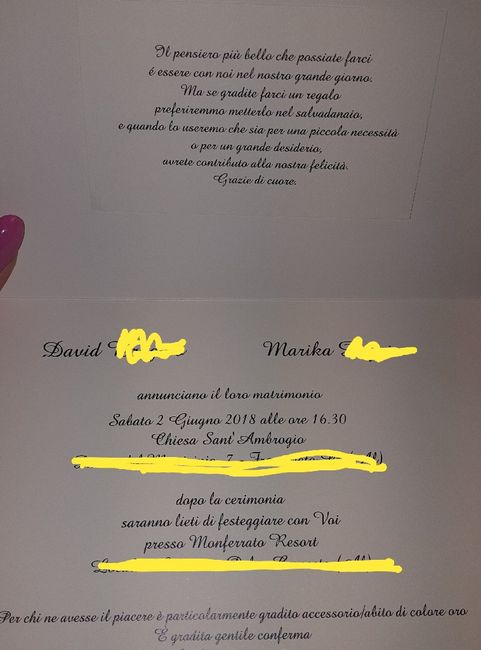 Il pensiero più bello che possiate farci
é essere con noi nel nostro grande giorno.
Ma se gradite farci un regalo
preferiremmo metterlo nel salvadanaio,
e quando lo useremo che sia per una piccola necessità
o per un grande desiderio,
avrete contributo alla nostra felicità.
Grazie di cuore.
David
Marika
annunciano il loro matrimonio
Sabato 2 Giugno 2018 alle ore 16.30
Chiesa Sant'Ambrogio
dopo la cerimonia
saranno lieti di festeggiare con Voi
presso Monferrato Resort
Per chi ne avesse il piacere è particolarmente gradito accessorio/abito di colore oro
E gradita gentile conferma